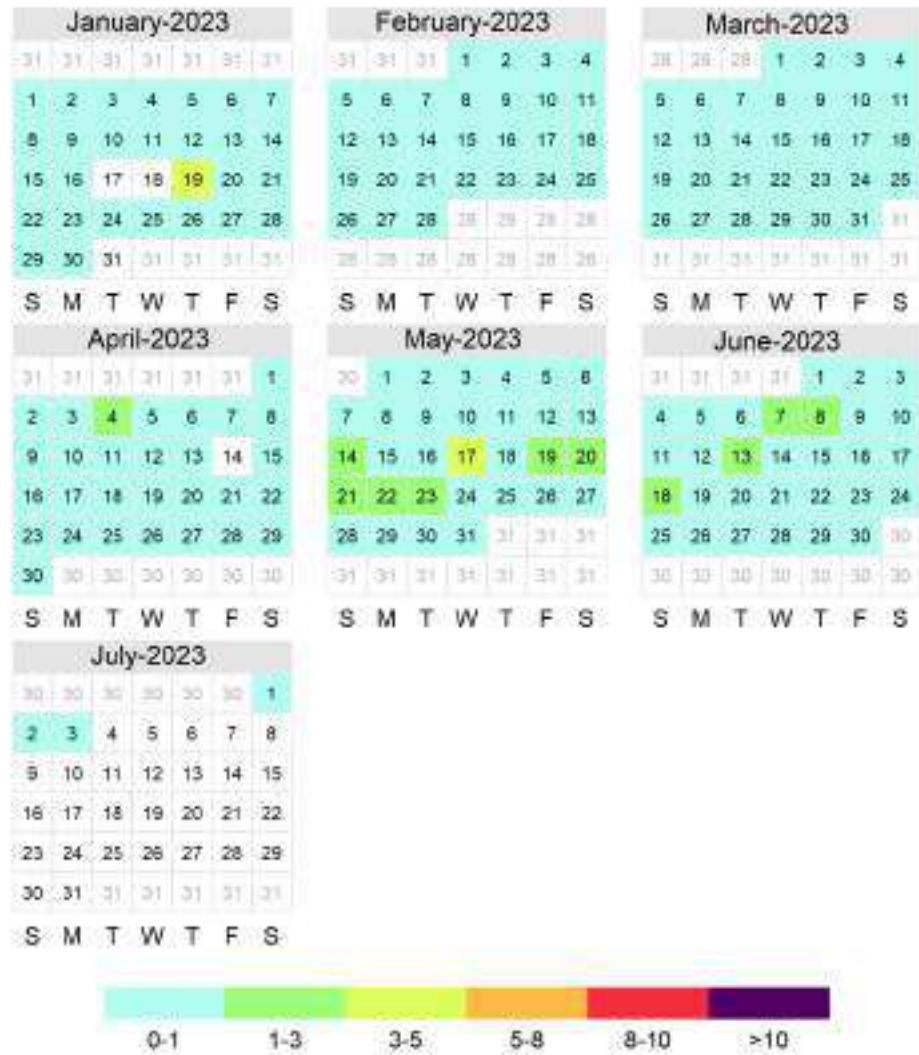 January-2023 February-2023 March-2023
31 31 31 31 31 31 31 31 31 31 1 2 3 4 28 28 28 1 2 3 4
1 2 3 4 5 6 7 5 6 7 8 9 10 11 5 6 7 8 9 10 11
8 9 10 11 12 13 14 12 13 14 15 16 17 18 12 13 14 15 16 17 18
15 16 17 18 19 20 21 19 20 21 22 23 24 25 19 20 21 22 23 24 25
22 23 24 25 26 27 28 26 27 28 28 28 28 28 26 27 28 29 30 31 31
29 30 31 31 31 31 31 28 28 28 28 28 28 28 31 31 31 31 31 31 31
S M T W T F S S M T W T F S S M T W T F S
April-2023 May-2023 June-2023
31 31 31 31 31 31 1 30 1 2 3 4 5 6 31 31 31 31 1 2 3
2 3 4 5 6 7 8 7 8 9 10 11 12 13 4 5 6 7 8 9 10
9 10 11 12 13 14 15 14 15 16 17 18 19 20 11 12 13 14 15 16 17
16 17 18 19 20 21 22 21 22 23 24 25 26 27 18 19 20 21 22 23 24
23 24 25 26 27 28 29 28 29 30 31 31 31 31 25 26 27 28 29 30 30
30 30 30 30 30 30 30 31 31 31 31 31 31 31 30 30 30 30 30 30 30
S M T W T F S S M T W T F S S M T W T F S
July-2023
30 30 30 30 30 30 1
2 3 4 5 6 7 8
9 10 11 12 13 14 15
16 17 18 19 20 21 22
23 24 25 26 27 28 29
30 31 31 31 31 31 31
S M T W T F S
0-1 1-3 3-5 5-8 8-10 >10